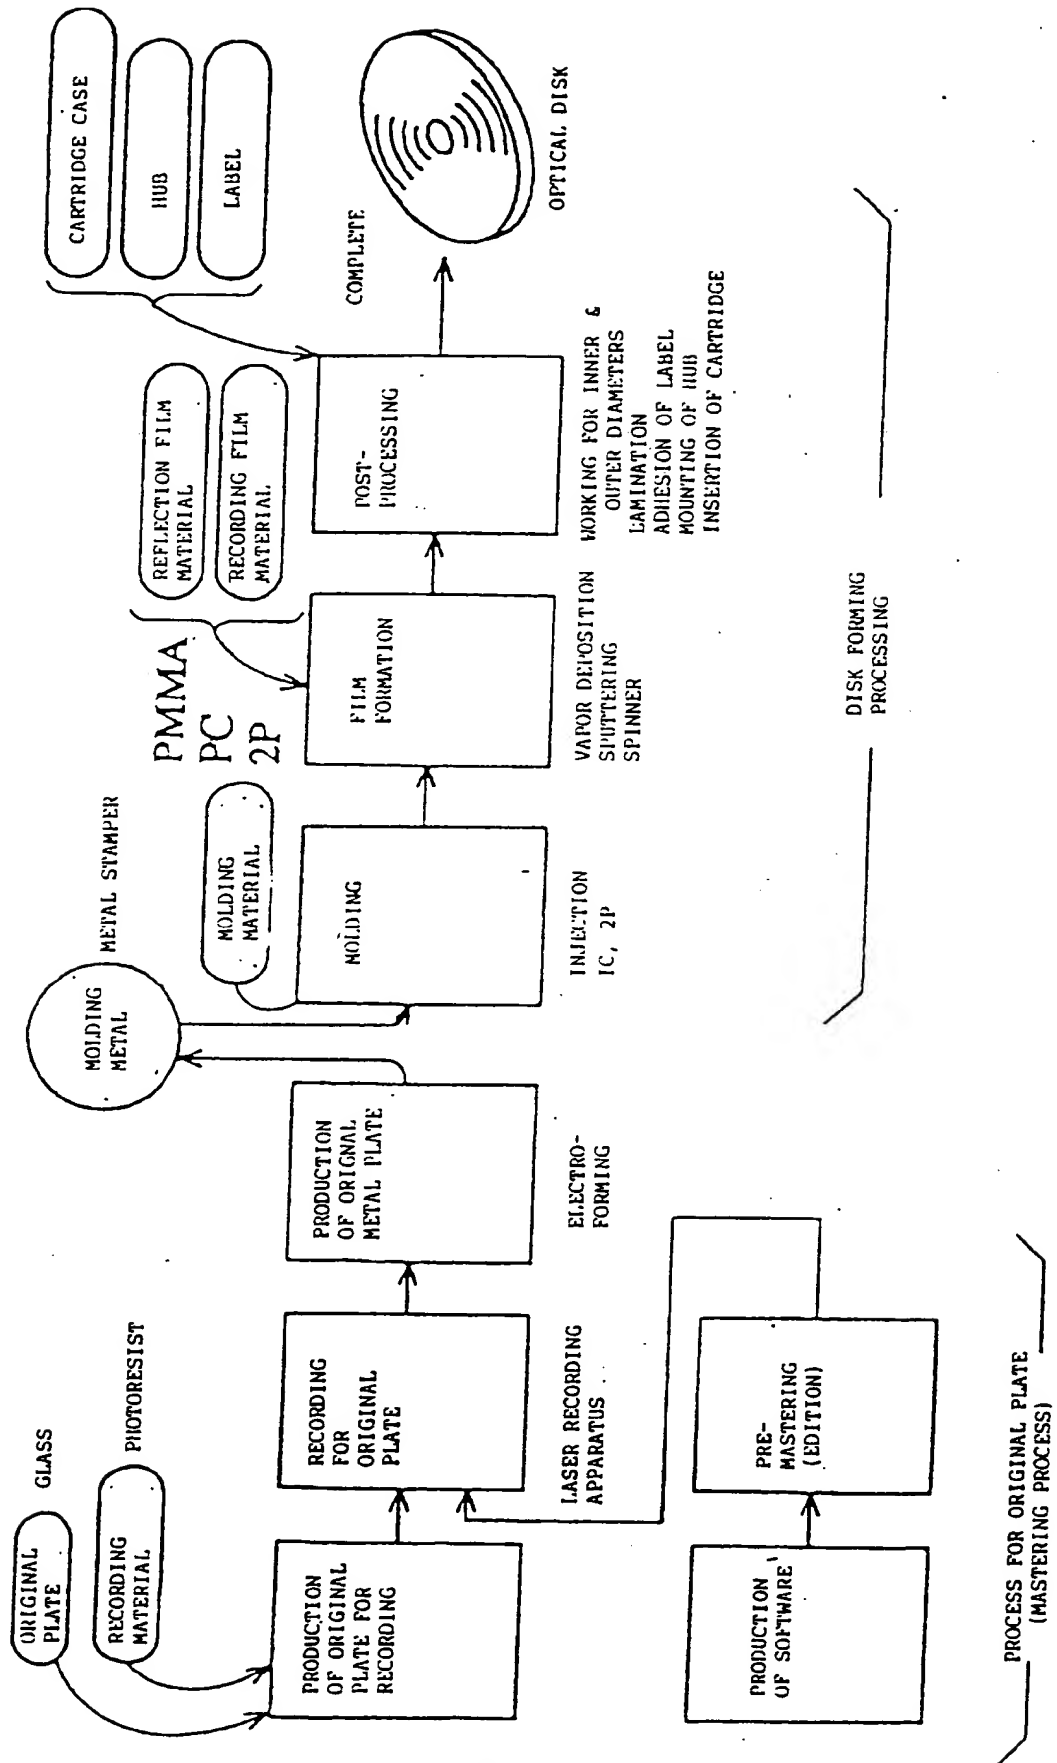 ORIGINAL
PLATE
GLASS
RECORDING
MATERIAL
PHOTORESIST
PRODUCTION
OF ORIGINAL
PLATE FOR
RECORDING
RECORDING
FOR
ORIGINAL
PLATE
LASER RECORDING
APPARATUS
PRODUCTION
OF ORIGNAL
METAL PLATE
ELECTRO-
FORMING
MOLDING
METAL
METAL STAMPER
MOLDING
MATERIAL
PMMA
PC
2P
MOLDING
INJECTION
IC, 2P
REFLECTION FILM
MATERIAL
RECORDING FILM
MATERIAL
FILM
FORMATION
VAPOR DEPOSITION
SPUTTERING
SPINNER
CARTRIDGE CASE
HUB
LABEL
POST-
PROCESSING
WORKING FOR INNER &
OUTER DIAMETERS
LAMINATION
ADHESION OF LABEL
MOUNTING OF HUB
INSERTION OF CARTRIDGE
COMPLETE
OPTICAL DISK
PRODUCTION
OF SOFTWARE
PRE-
MASTERING
(EDITION)
PROCESS FOR ORIGINAL PLATE
(MASTERING PROCESS)
DISK FORMING
PROCESSING